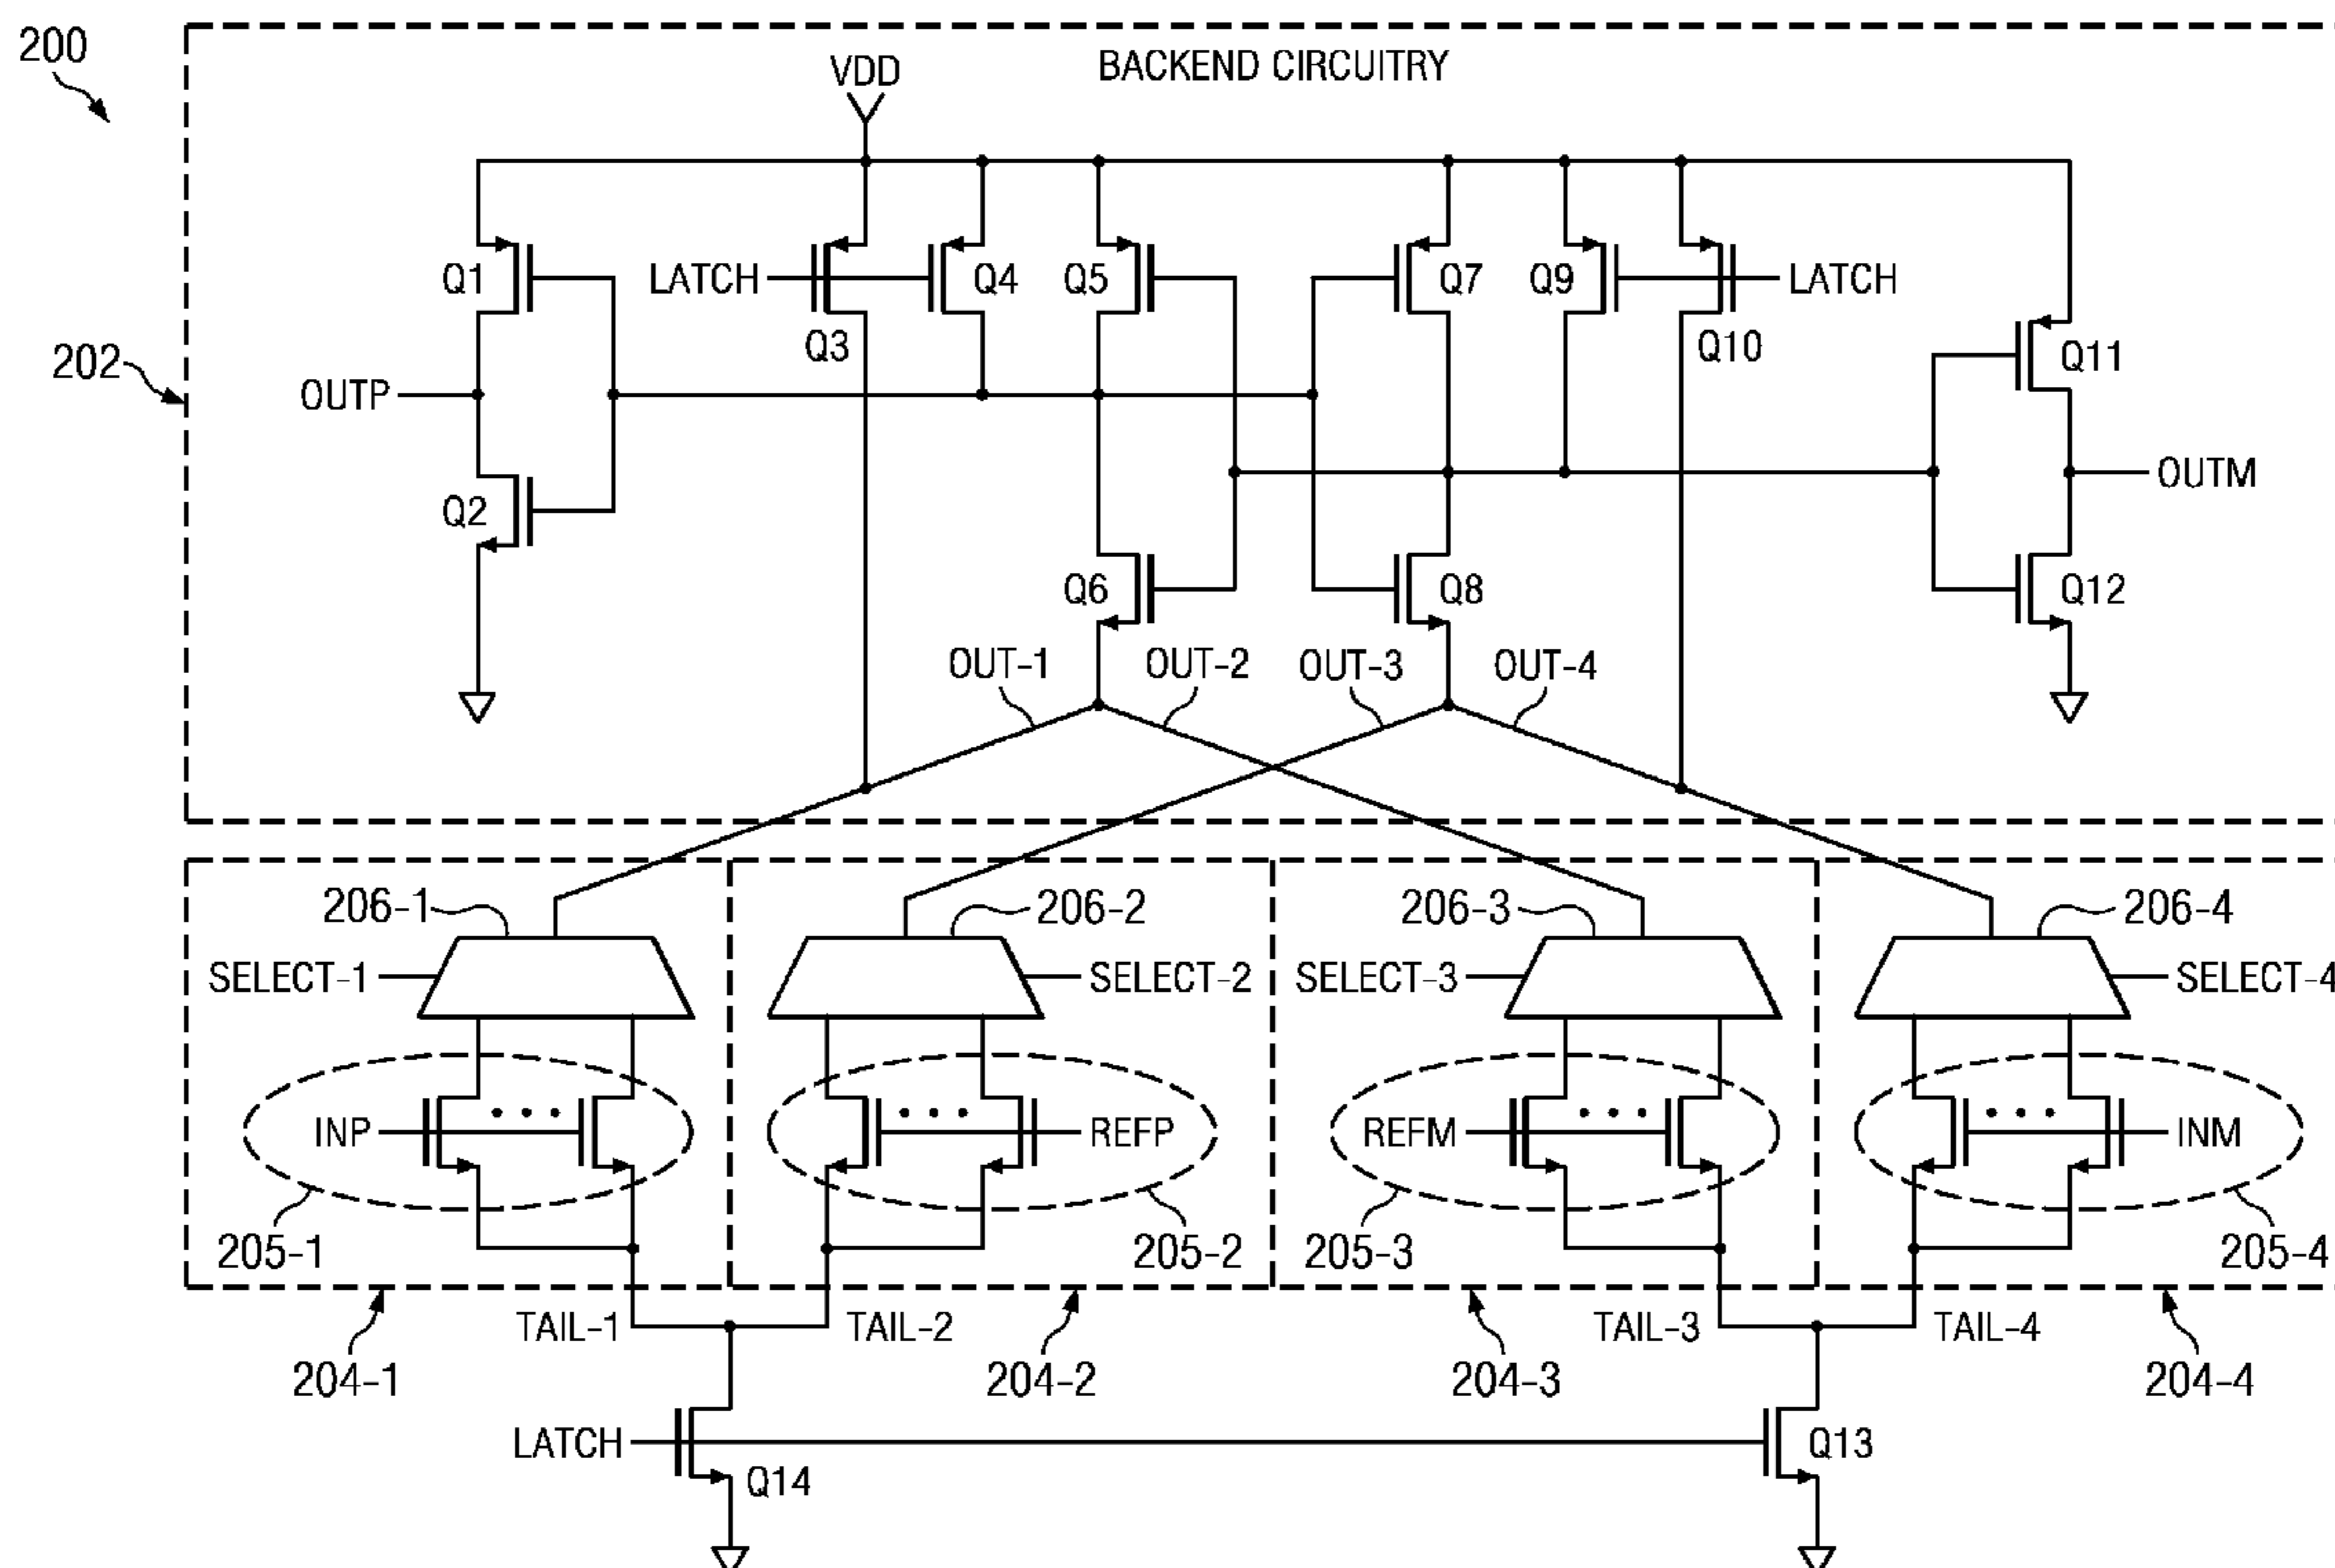 200
BACKEND CIRCUITRY
VDD
Q1
LATCH
Q4
Q5
Q7
Q9
LATCH
Q3
Q10
202
Q11
OUTP
OUTM
Q2
Q6
Q8
Q12
OUT-1
OUT-2
OUT-3
OUT-4
206-1
206-2
206-3
206-4
SELECT-1
SELECT-2
SELECT-3
SELECT-4
INP
REFP
REFM
INM
205-1
205-2
205-3
205-4
TAIL-1
TAIL-2
TAIL-3
TAIL-4
204-1
204-2
204-3
204-4
LATCH
Q14
Q13